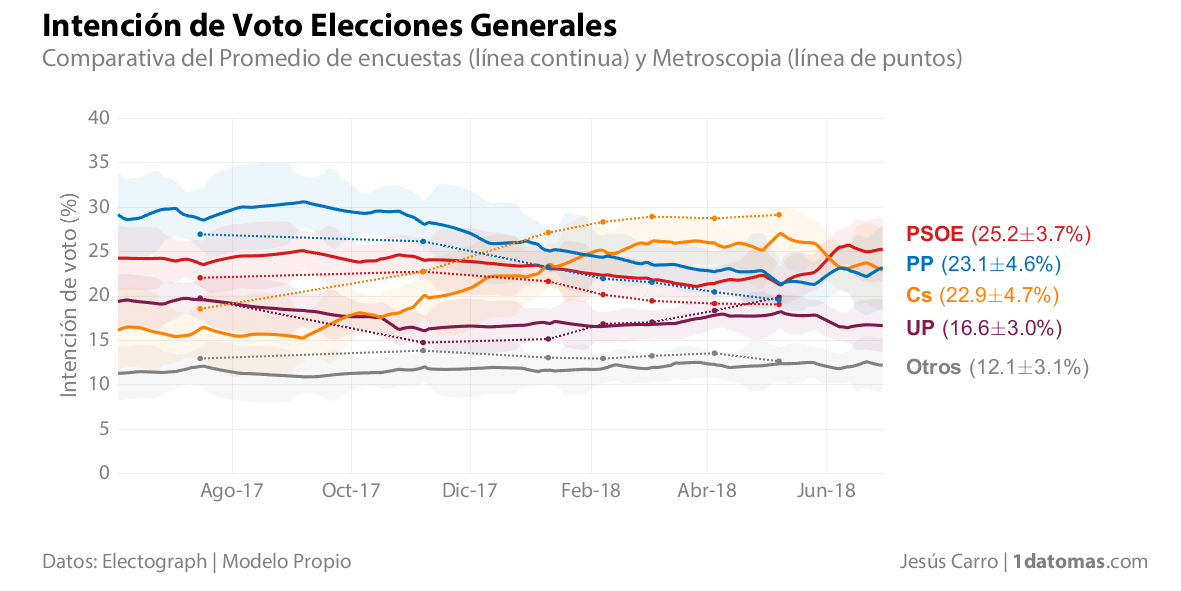 Intención de Voto Elecciones Generales
Comparativa del Promedio de encuestas (línea continua) y Metroscopia (línea de puntos)
Intención de voto (%)
40
35
30
25
20
15
10
5
0
Ago-17
Oct-17
Dic-17
Feb-18
Abr-18
Jun-18
PSOE (25.2±3.7%)
PP (23.1±4.6%)
Cs (22.9±4.7%)
UP (16.6±3.0%)
Otros (12.1±3.1%)
Datos: Electograph | Modelo Propio
Jesús Carro | 1datomas.com